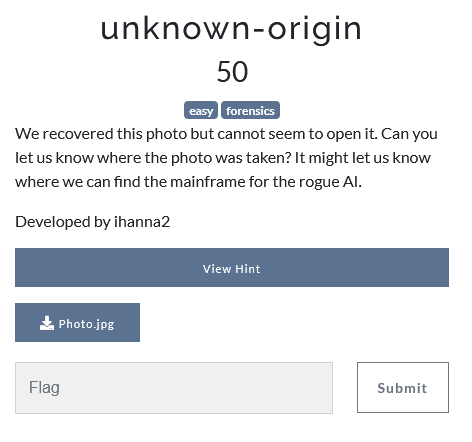 unknown-origin
50
easy forensics
We recovered this photo but cannot seem to open it. Can you
let us know where the photo was taken? It might let us know
where we can find the mainframe for the rogue AI.
Developed by ihanna2
View Hint
Photo.jpg
Flag Submit